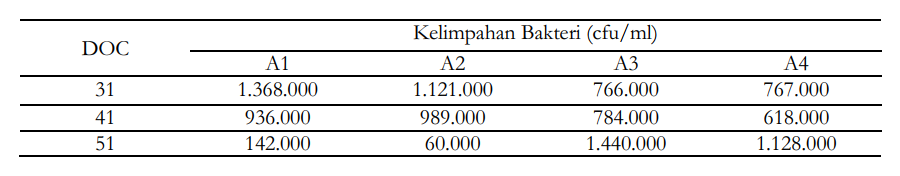 DOC Kelimpahan Bakteri (cfu/ml)
A1 A2 A3 A4
31 1.368.000 1.121.000 766.000 767.000
41 936.000 989.000 784.000 618.000
51 142.000 60.000 1.440.000 1.128.000